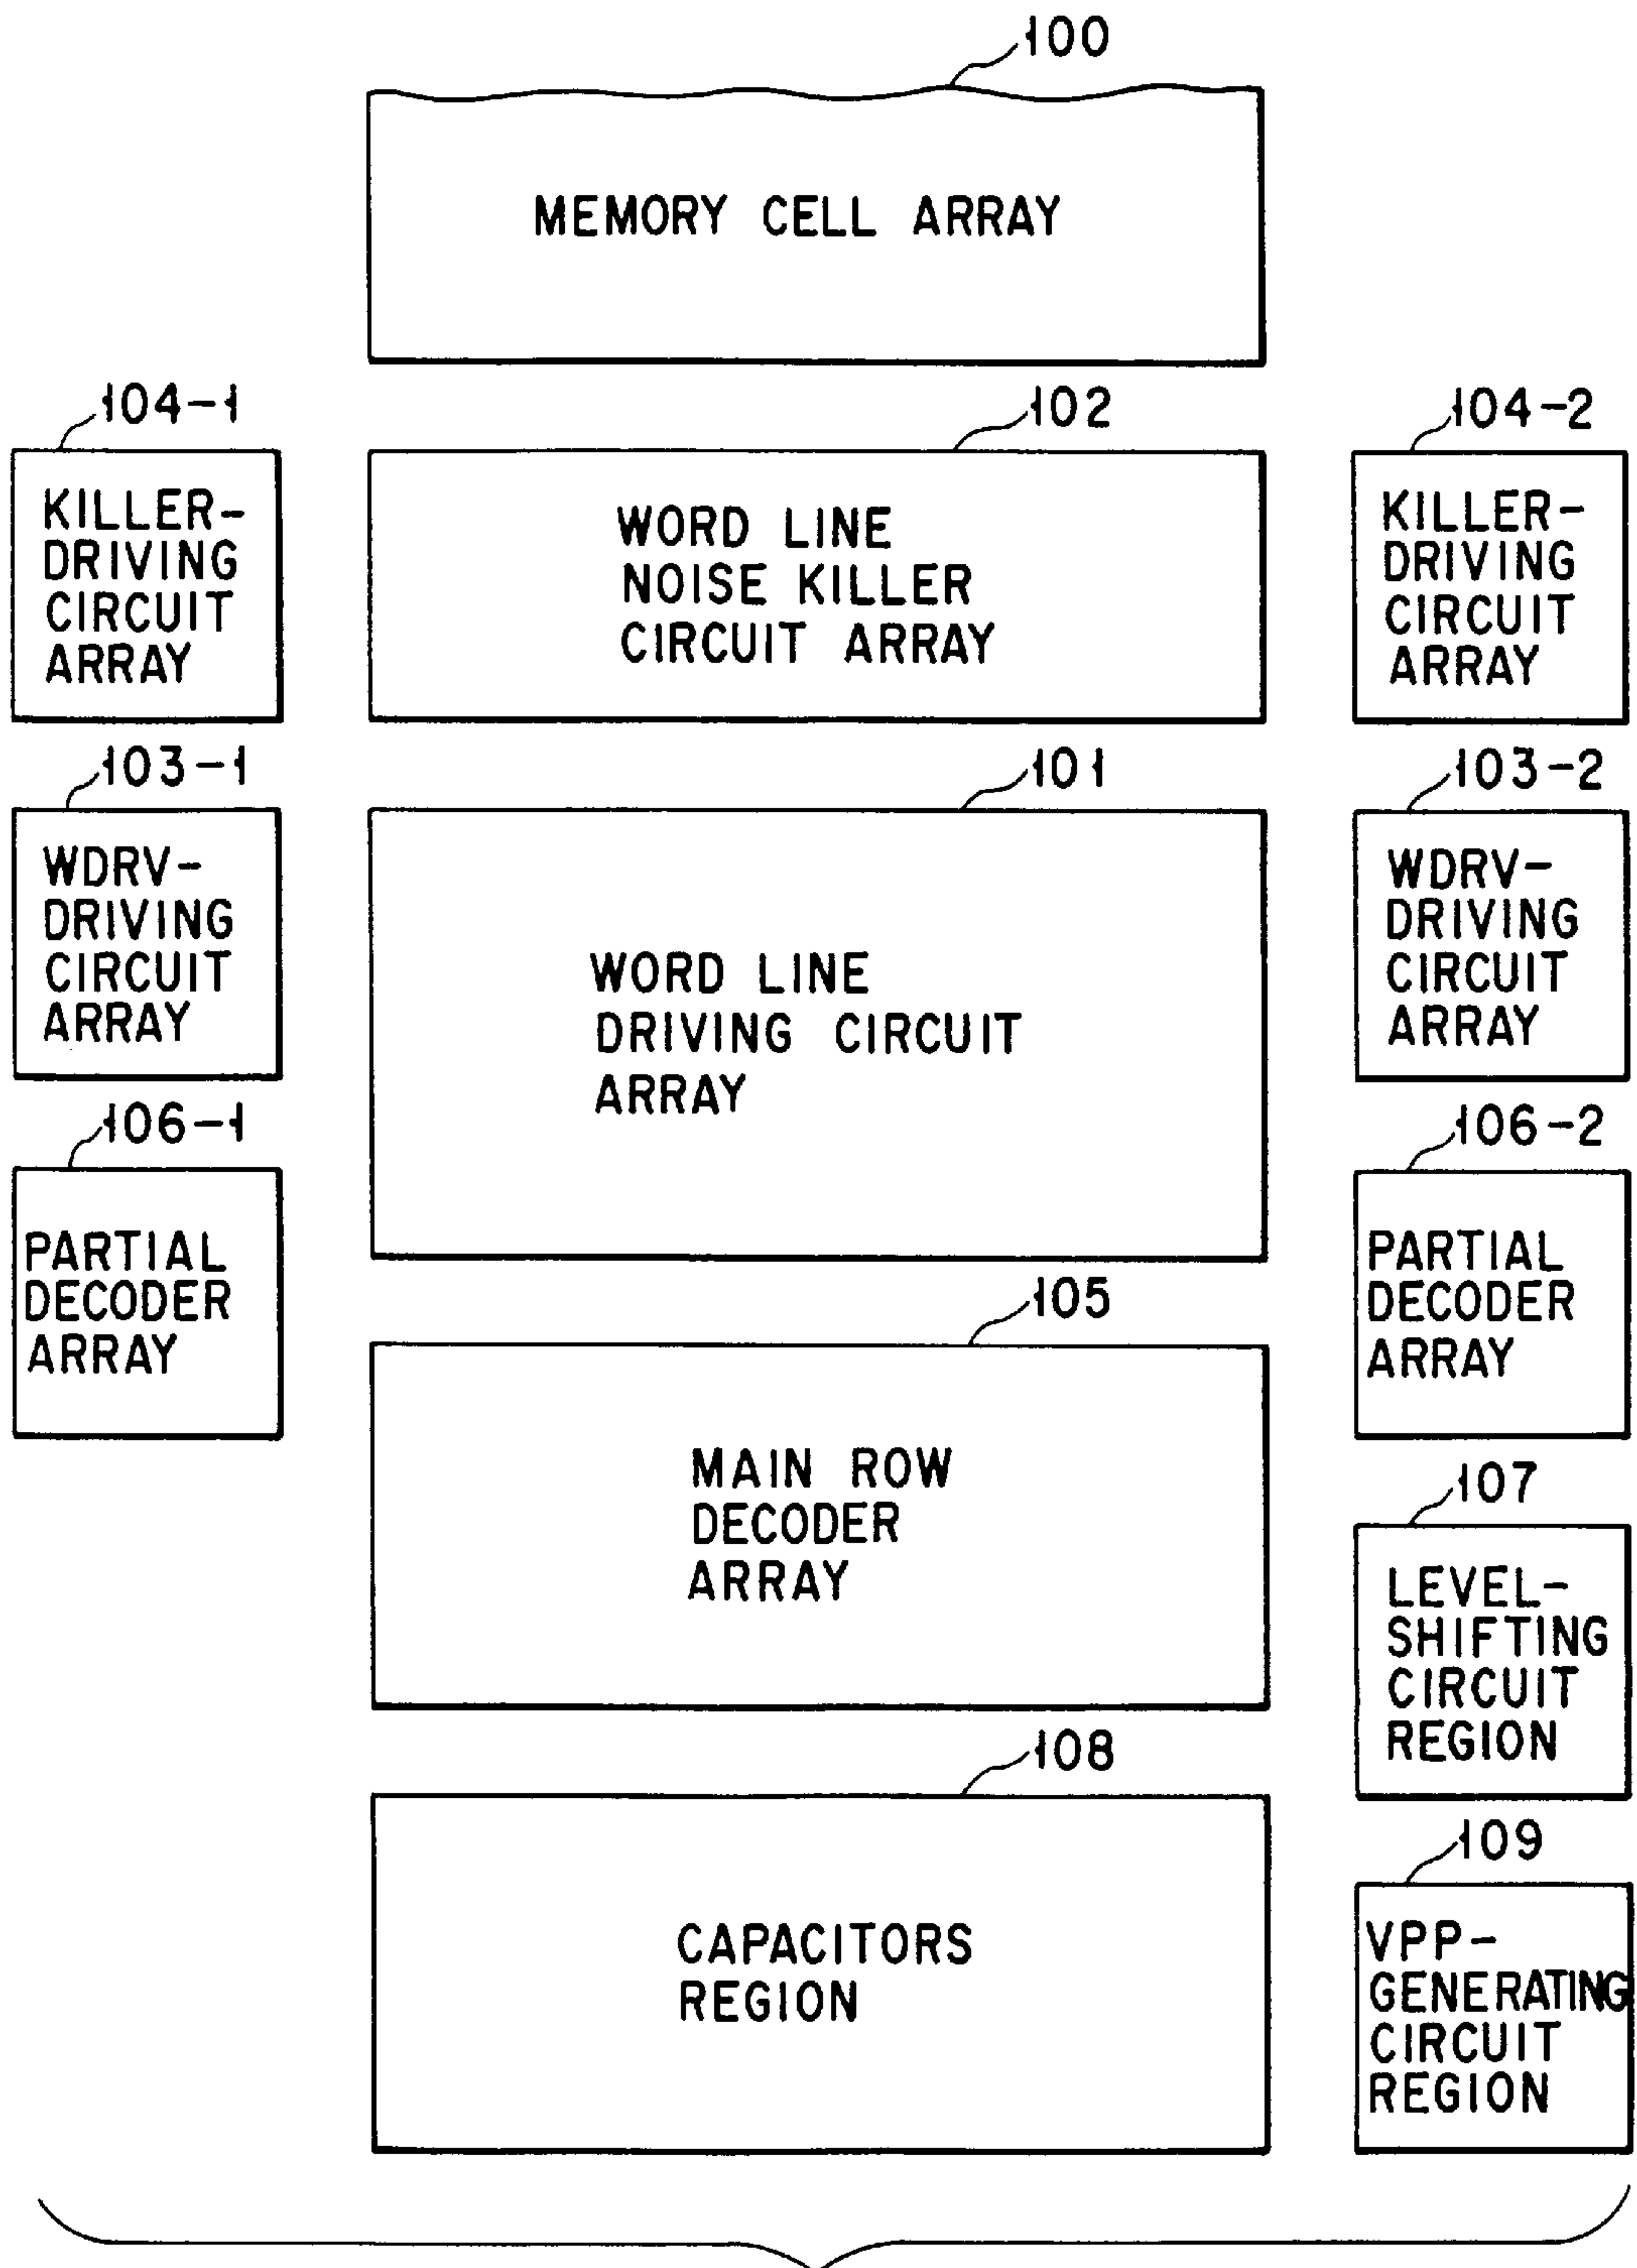 100
MEMORY CELL ARRAY
104-1
KILLER-
DRIVING
CIRCUIT
ARRAY
102
WORD LINE
NOISE KILLER
CIRCUIT ARRAY
104-2
KILLER-
DRIVING
CIRCUIT
ARRAY
103-1
WDRV-
DRIVING
CIRCUIT
ARRAY
101
WORD LINE
DRIVING CIRCUIT
ARRAY
103-2
WDRV-
DRIVING
CIRCUIT
ARRAY
106-1
PARTIAL
DECODER
ARRAY
106-2
PARTIAL
DECODER
ARRAY
105
MAIN ROW
DECODER
ARRAY
107
LEVEL-
SHIFTING
CIRCUIT
REGION
108
CAPACITORS
REGION
109
VPP-
GENERATING
CIRCUIT
REGION